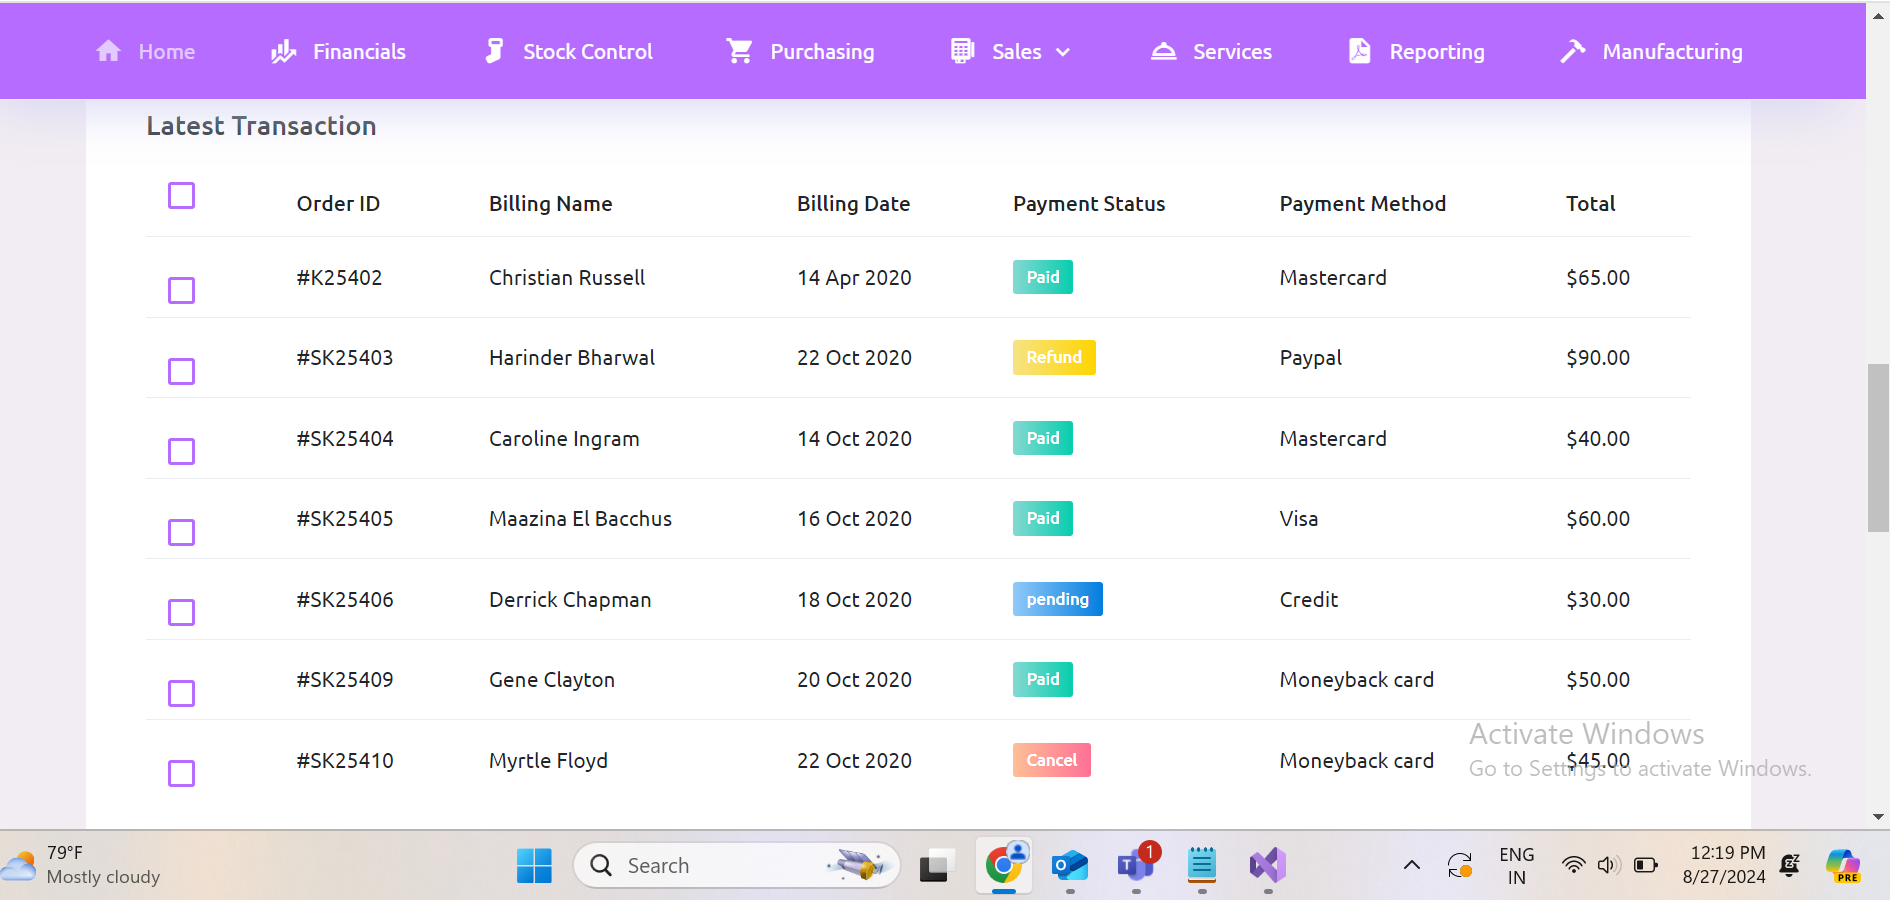 Home Financials Stock Control Purchasing Sales Services Reporting Manufacturing
Latest Transaction
Order ID Billing Name Billing Date Payment Status Payment Method Total
#K25402 Christian Russell 14 Apr 2020 Paid Mastercard $65.00
#SK25403 Harinder Bharwal 22 Oct 2020 Refund Paypal $90.00
#SK25404 Caroline Ingram 14 Oct 2020 Paid Mastercard $40.00
#SK25405 Maazina El Bacchus 16 Oct 2020 Paid Visa $60.00
#SK25406 Derrick Chapman 18 Oct 2020 pending Credit $30.00
#SK25409 Gene Clayton 20 Oct 2020 Paid Moneyback card $50.00
#SK25410 Myrtle Floyd 22 Oct 2020 Cancel Moneyback card $45.00
Activate Windows
Go to Settings to activate Windows.
79°F
Mostly cloudy
Search
1
ENG
IN
12:19 PM
8/27/2024
PRE